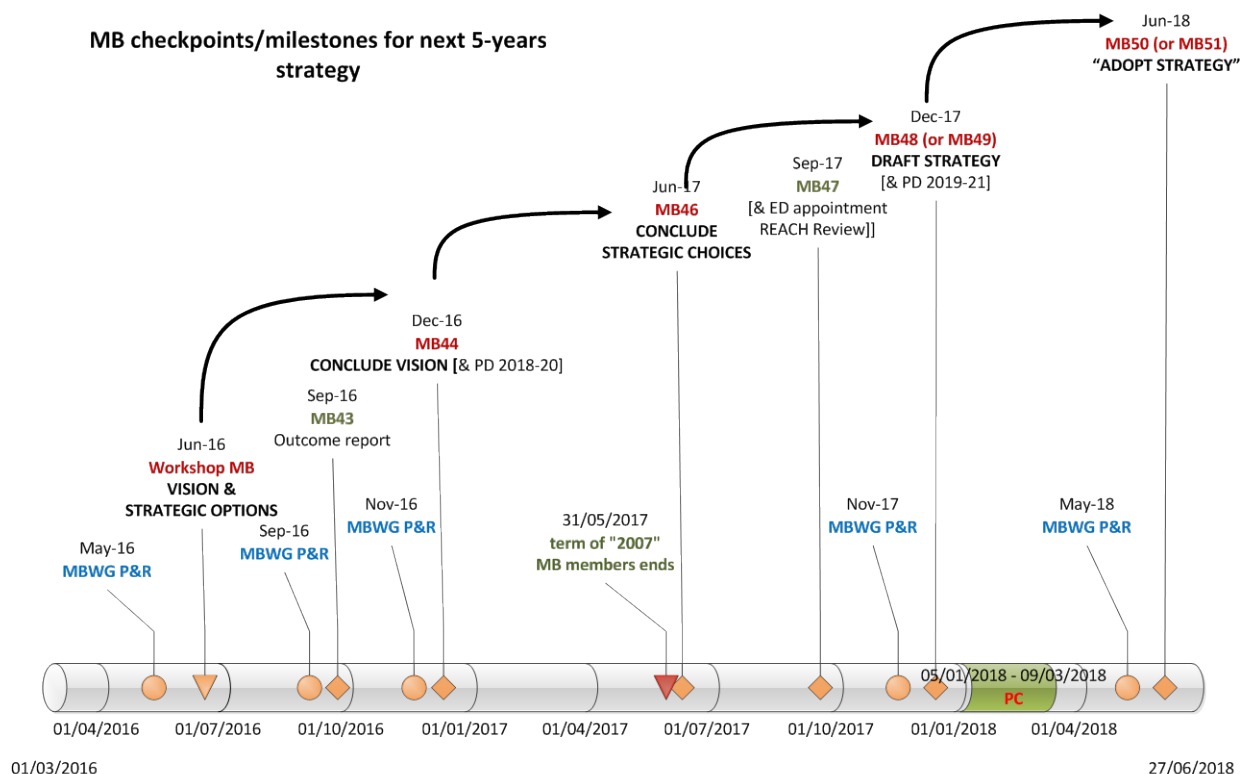 MB checkpoints/milestones for next 5-years
strategy
Jun-18
MB50 (or MB51)
“ADOPT STRATEGY”
Dec-17
MB48 (or MB49)
DRAFT STRATEGY
[& PD 2019-21]
Sep-17
MB47
[& ED appointment
REACH Review]]
Jun-17
MB46
CONCLUDE
STRATEGIC CHOICES
Dec-16
MB44
CONCLUDE VISION [& PD 2018-20]
Sep-16
MB43
Outcome report
Jun-16
Workshop MB
VISION &
STRATEGIC OPTIONS
May-16
MBWG P&R
Sep-16
MBWG P&R
Nov-16
MBWG P&R
31/05/2017
term of "2007"
MB members ends
Nov-17
MBWG P&R
May-18
MBWG P&R
05/01/2018 - 09/03/2018
PC
01/04/2016
01/07/2016
01/10/2016
01/01/2017
01/04/2017
01/07/2017
01/10/2017
01/01/2018
01/04/2018
01/03/2016
27/06/2018